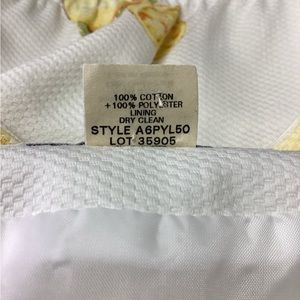 100% COTTON
+100% POLYESTER
LINING
DRY CLEAN
STYLE A6PYL50
LOT 35905